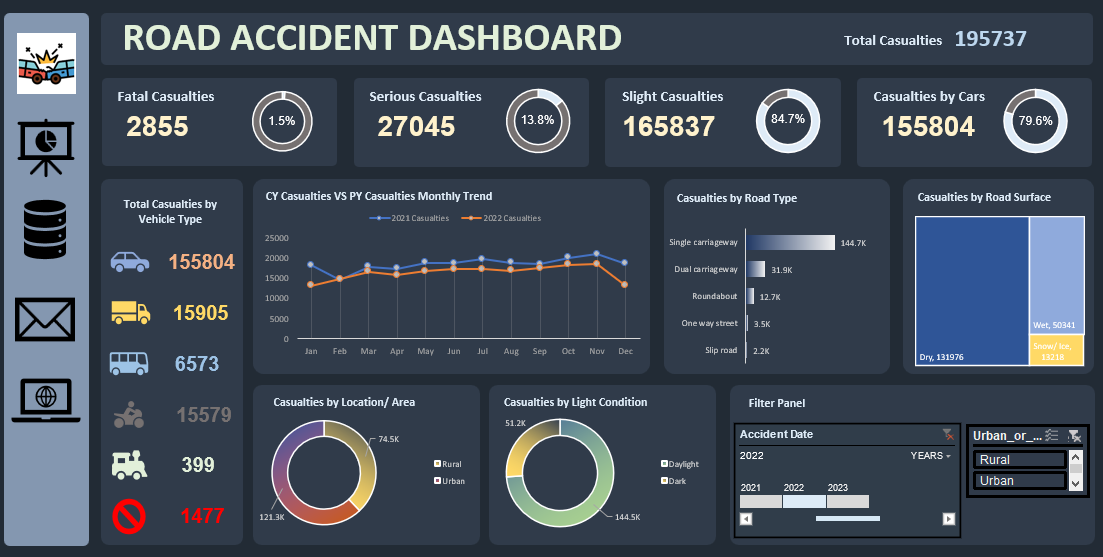 ROAD ACCIDENT DASHBOARD
Total Casualties 195737
Fatal Casualties
2855
1.5%
Serious Casualties
27045
13.8%
Slight Casualties
165837
84.7%
Casualties by Cars
155804
79.6%
Total Casualties by
Vehicle Type
155804
15905
6573
15579
399
1477
CY Casualties VS PY Casualties Monthly Trend
2021 Casualties 2022 Casualties
25000
20000
15000
10000
5000
0
Jan Feb Mar Apr May Jun Jul Aug Sep Oct Nov Dec
Casualties by Road Type
Single carriageway 144.7K
Dual carriageway 31.9K
Roundabout 12.7K
One way street 3.5K
Slip road 2.2K
Casualties by Road Surface
Dry, 131976
Wet, 50341
Snow/ Ice,
13218
Casualties by Location/ Area
74.5K
121.3K
Rural
Urban
Casualties by Light Condition
51.2K
144.5K
Daylight
Dark
Filter Panel
Accident Date
2022 YEARS
2021 2022 2023
Urban_or_...
Rural
Urban